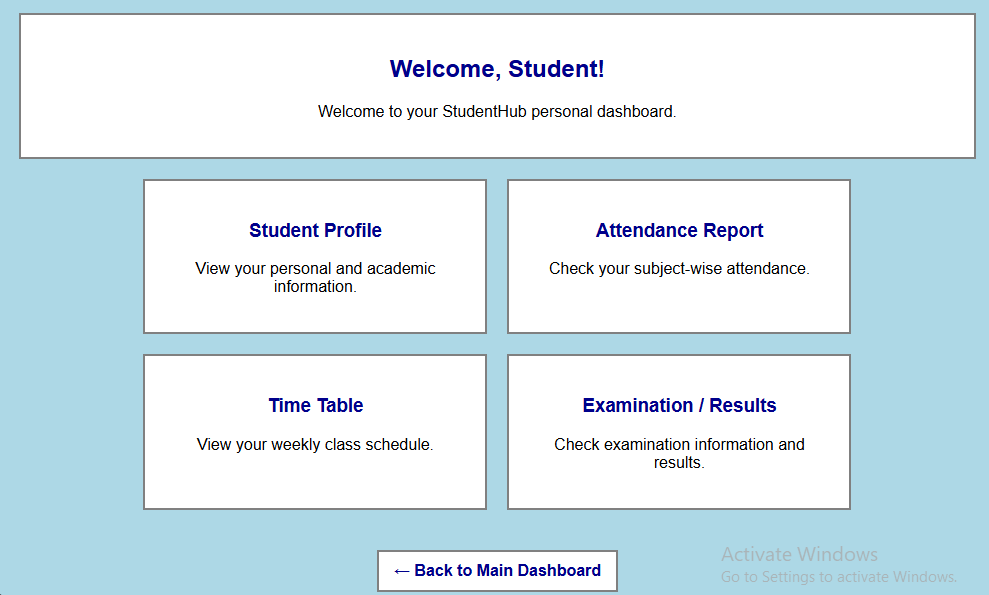 Welcome, Student!
Welcome to your StudentHub personal dashboard.
Student Profile
View your personal and academic
information.
Attendance Report
Check your subject-wise attendance.
Time Table
View your weekly class schedule.
Examination / Results
Check examination information and
results.
← Back to Main Dashboard
Activate Windows
Go to Settings to activate Windows.